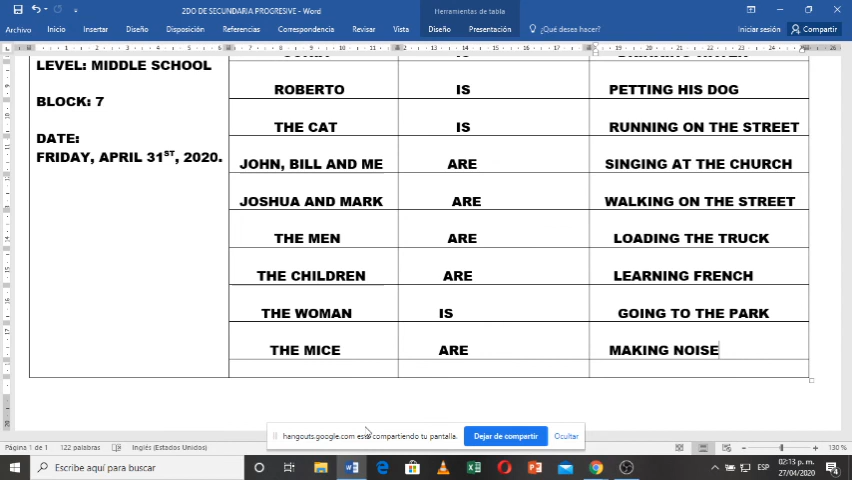 2DO DE SECUNDARIA PROGRESIVE - Word
Herramientas de tabla
Archivo Inicio Insertar Diseño Disposición Referencias Correspondencia Revisar Vista Diseño Presentación ¿Qué desea hacer? Iniciar sesión Compartir
LEVEL: MIDDLE SCHOOL
BLOCK: 7
DATE:
FRIDAY, APRIL 31ST, 2020.
ROBERTO IS PETTING HIS DOG
THE CAT IS RUNNING ON THE STREET
JOHN, BILL AND ME ARE SINGING AT THE CHURCH
JOSHUA AND MARK ARE WALKING ON THE STREET
THE MEN ARE LOADING THE TRUCK
THE CHILDREN ARE LEARNING FRENCH
THE WOMAN IS GOING TO THE PARK
THE MICE ARE MAKING NOISE
hangouts.google.com está compartiendo tu pantalla. Dejar de compartir Ocultar
Página 1 de 1 122 palabras Inglés (Estados Unidos) 130 %
Escribe aquí para buscar
ESP
02:13 p. m.
27/04/2020
4